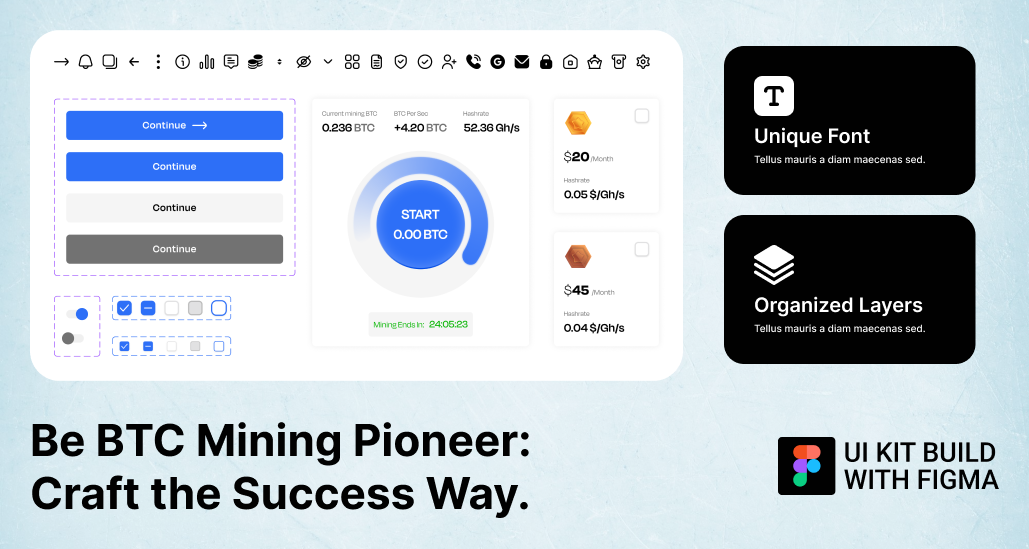 Continue
Continue
Continue
Continue
Current mining BTC
0.236 BTC
BTC Per Sec
+4.20 BTC
Hashrate
52.36 Gh/s
START
0.00 BTC
Mining Ends In: 24:05:23
$20 /Month
Hashrate
0.05 $/Gh/s
$45 /Month
Hashrate
0.04 $/Gh/s
T
Unique Font
Tellus mauris a diam maecenas sed.
Organized Layers
Tellus mauris a diam maecenas sed.
Be BTC Mining Pioneer:
Craft the Success Way.
UI KIT BUILD
WITH FIGMA